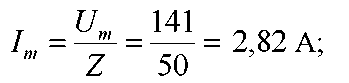 I_m = U_m / Z = 141 / 50 = 2,82 А;